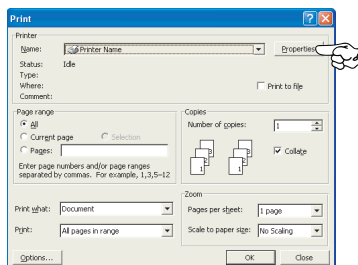 Print
Printer
Name: Printer Name Properties
Status: Idle
Type:
Where: Print to file
Comment:
Page range
All
Current page Selection
Pages:
Enter page numbers and/or page ranges
separated by commas. For example, 1,3,5–12
Copies
Number of copies: 1
Collate
Print what: Document
Print: All pages in range
Zoom
Pages per sheet: 1 page
Scale to paper size: No Scaling
Options... OK Close